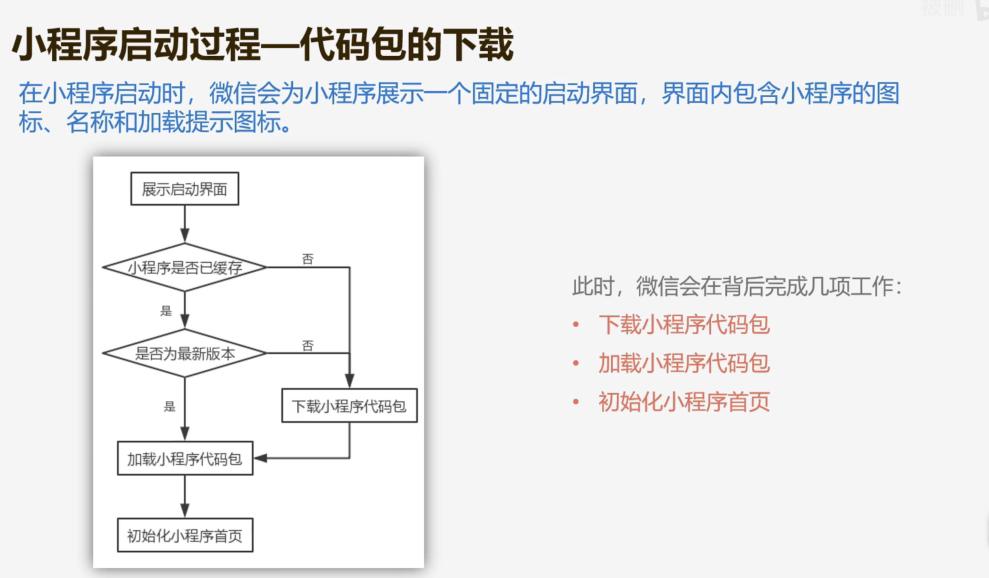 小程序启动过程—代码包的下载
在小程序启动时，微信会为小程序展示一个固定的启动界面，界面内包含小程序的图
标、名称和加载提示图标。
展示启动界面
小程序是否已缓存
否
是
是否为最新版本
否
是
下载小程序代码包
加载小程序代码包
初始化小程序首页
此时，微信会在背后完成几项工作：
• 下载小程序代码包
• 加载小程序代码包
• 初始化小程序首页